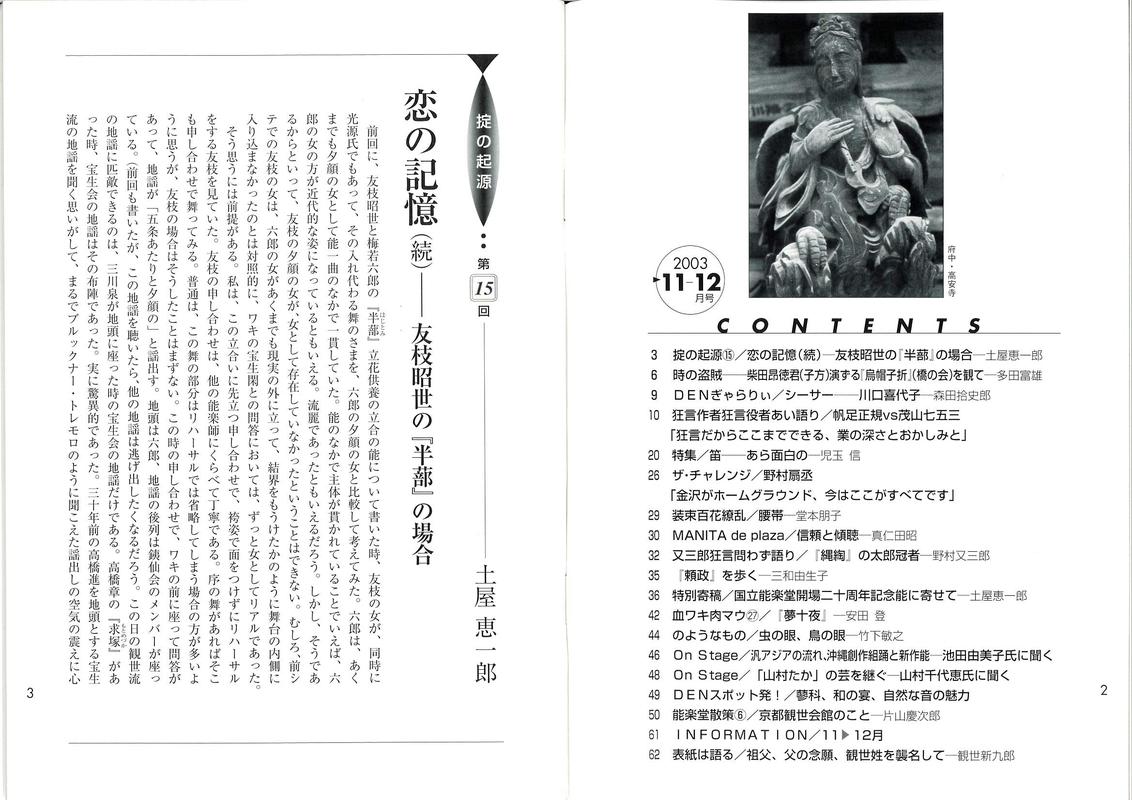 府中・高安寺
2003
11-12
月号
CONTENTS
3 掟の起源⑮／恋の記憶（続）―友枝昭世の『半蔀』の場合―土屋恵一郎
6 時の盗賊――柴田昂徳君（子方）演ずる『烏帽子折』（橋の会）を観て―多田富雄
9 DENぎゃらりぃ／シーサー――川口喜代子―森田拾史郎
10 狂言作者狂言役者あい語り／帆足正規vs茂山七五三
「狂言だからここまでできる、業の深さとおかしみと」
20 特集／笛――あら面白の―児玉 信
26 ザ・チャレンジ／野村扇丞
「金沢がホームグラウンド、今はここがすべてです」
29 装束百花繚乱／腰帯―堂本朋子
30 MANITA de plaza／信頼と傾聴―真仁田昭
32 又三郎狂言問わず語り／『縄綯』の太郎冠者―野村又三郎
35 『頼政』を歩く―三和由生子
36 特別寄稿／国立能楽堂開場二十周年記念能に寄せて―土屋恵一郎
42 血ワキ肉マウ㉗／『夢十夜』―安田 登
44 のようなもの／虫の眼、鳥の眼―竹下敏之
46 On Stage／汎アジアの流れ、沖縄創作組踊と新作能―池田由美子氏に聞く
48 On Stage／「山村たか」の芸を継ぐ―山村千代恵氏に聞く
49 DENスポット発！／蓼科、和の宴、自然な音の魅力
50 能楽堂散策⑥／京都観世会館のこと―片山慶次郎
61 INFORMATION／11▶12月
62 表紙は語る／祖父、父の念願、観世姓を襲名して―観世新九郎
2
掟の起源
第15回
土屋恵一郎
恋の記憶（続）――友枝昭世の『半蔀』の場合
前回に、友枝昭世と梅若六郎の『半蔀』立花供養の立合の能について書いた時、友枝の女が、同時に
はじとみ
光源氏でもあって、その入れ代わる舞のさまを、六郎の夕顔の女と比較して考えてみた。六郎は、あく
までも夕顔の女として能一曲のなかで一貫していた。能のなかで主体が貫かれていることでいえば、六
郎の女の方が近代的な姿になっているともいえる。流麗であったともいえるだろう。しかし、そうであ
るからといって、友枝の夕顔の女が、女として存在していなかったということはできない。むしろ、前シ
テでの友枝の女は、六郎の女があくまでも現実の外に立って、結界をもうけたかのように舞台の内側に
入り込まなかったのとは対照的に、ワキの宝生閑との問答においては、ずっと女としてリアルであった。
そう思うには前提がある。私は、この立合いに先立つ申し合わせで、袴姿で面をつけずにリハーサル
をする友枝を見ていた。友枝の申し合わせは、他の能楽師にくらべて丁寧である。序の舞があればそこ
も申し合わせで舞ってみる。普通は、この舞の部分はリハーサルでは省略してしまう場合の方が多いよ
うに思うが、友枝の場合はそうしたことはまずない。この時の申し合わせで、ワキの前に座って問答が
あって、地謡が「五条あたりと夕顔の」と謡出す。地頭は六郎、地謡の後列は銕仙会のメンバーが座っ
ている。（前回も書いたが、この地謡を聴いたら、他の地謡は逃げ出したくなるだろう。この日の観世流
の地謡に匹敵できるのは、三川泉が地頭に座った時の宝生会の地謡だけである。高橋章の『求塚』があ
もとめづか
った時、宝生会の地謡はその布陣であった。実に驚異的であった。三十年前の高橋進を地頭とする宝生
流の地謡を聞く思いがして、まるでブルックナー・トレモロのように聞こえた謡出しの空気の震えに心
3